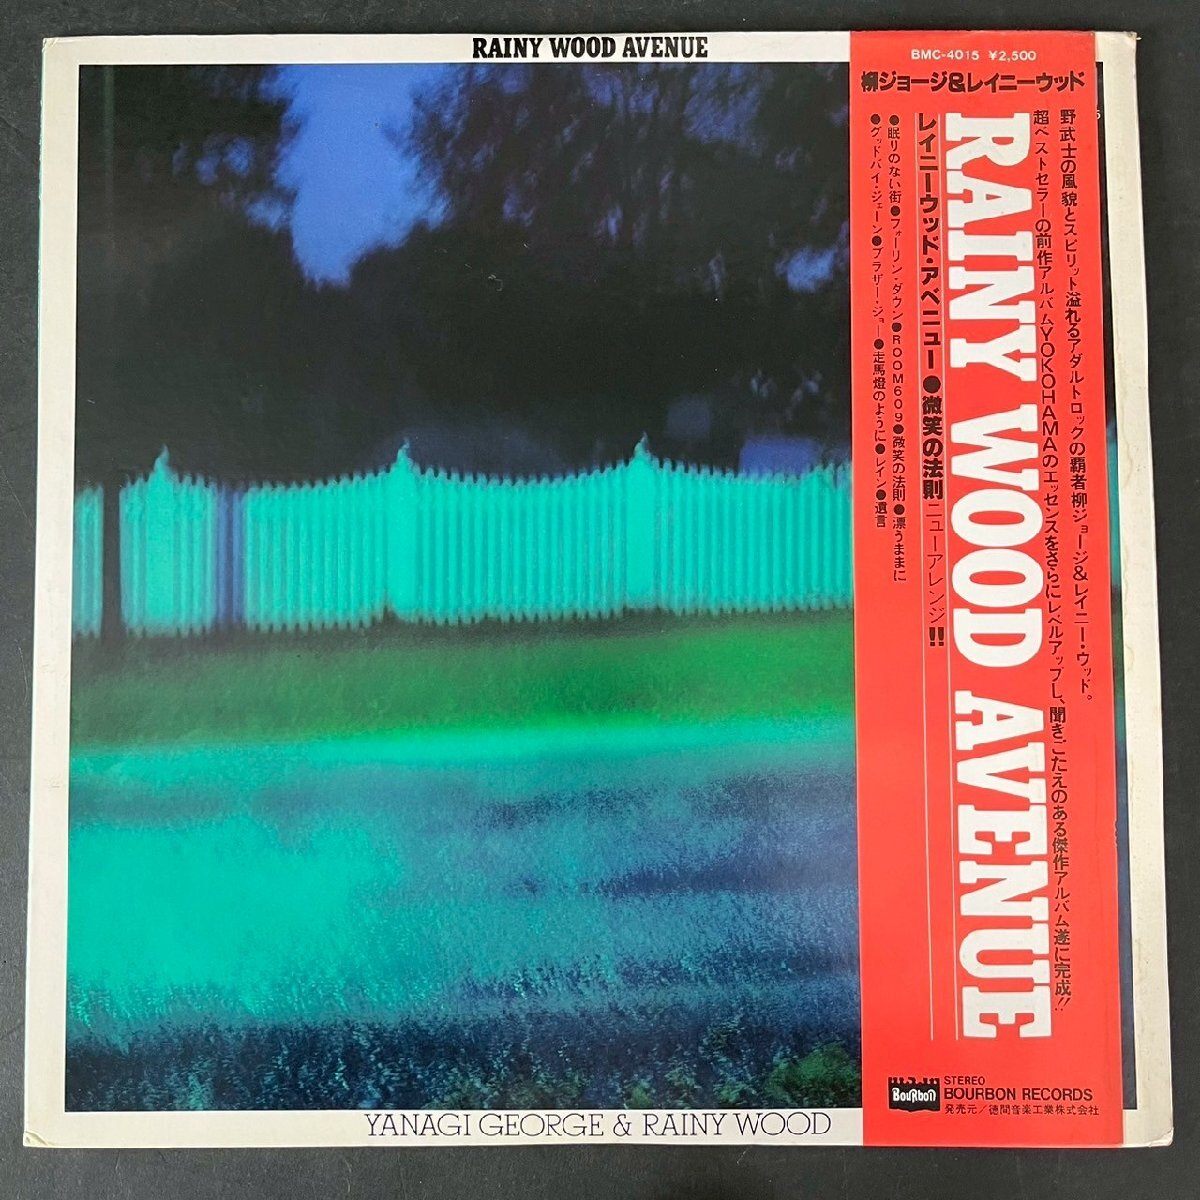 RAINY WOOD AVENUE
BMC-4015 ¥2,500
柳ジョージ&レイニーウッド
野武士の風貌とスピリット溢れるアダルトロックの覇者柳ジョージ&レイニー・ウッド。
超ベストセラーの前作アルバムYOKOHAMAのエッセンスをさらにレベルアップし、聞きごたえのある傑作アルバム遂に完成!!
RAINY WOOD AVENUE
レイニーウッド・アベニュー●微笑の法則 ニューアレンジ!!
●眠りのない街●フォーリン・ダウン●ROOM609●微笑の法則●漂うままに
●グッドバイ・ジェーン●ブラザー・ジョー●走馬燈のように●レイン●遺言
Bourbon
STEREO
BOURBON RECORDS
発売元/徳間音楽工業株式会社
YANAGI GEORGE & RAINY WOOD